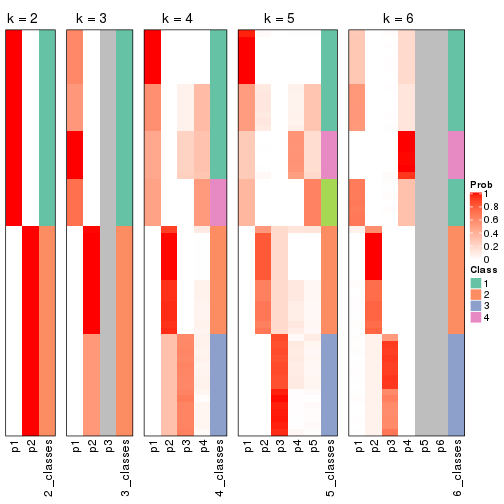 k = 2
k = 3
k = 4
k = 5
k = 6
Prob
1
0.8
0.6
0.4
0.2
0
Class
1
2
3
4
p1
p2
2_classes
p1
p2
p3
3_classes
p1
p2
p3
p4
4_classes
p1
p2
p3
p4
p5
5_classes
p1
p2
p3
p4
p5
p6
6_classes